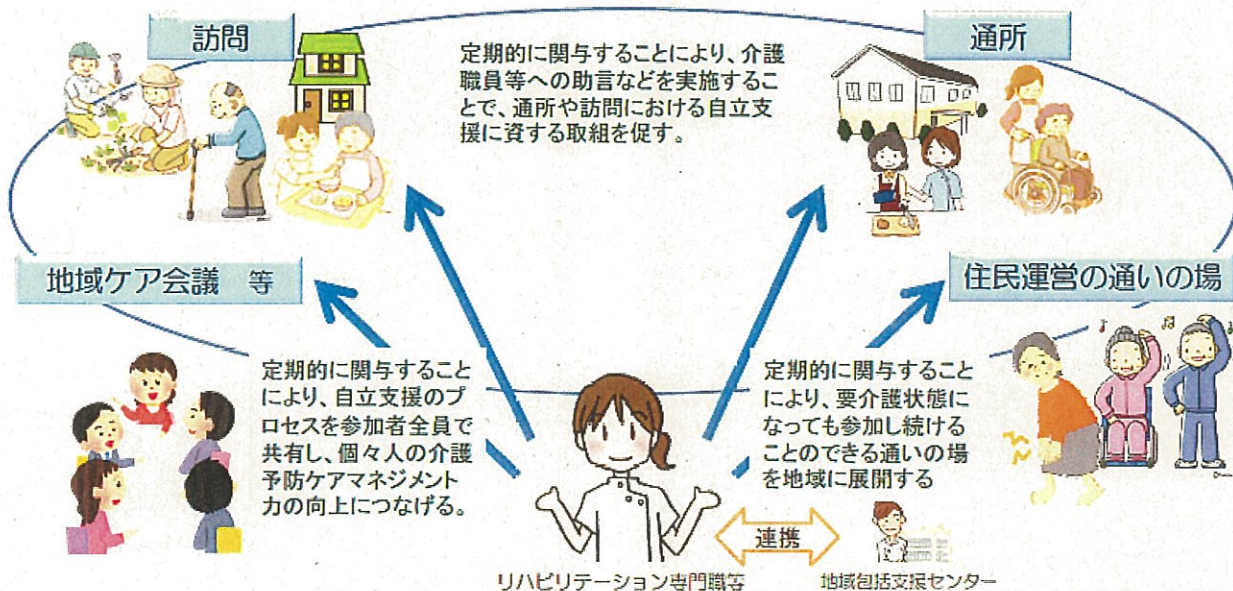 訪問
定期的に関与することにより、介護
職員等への助言などを実施するこ
とで、通所や訪問における自立支
援に資する取組を促す。
通所
地域ケア会議 等
住民運営の通いの場
定期的に関与すること
により、自立支援のプ
ロセスを参加者全員で
共有し、個々人の介護
予防ケアマネジメント
力の向上につなげる。
定期的に関与すること
により、要介護状態に
なっても参加し続ける
ことのできる通いの場
を地域に展開する
連携
リハビリテーション専門職等
地域包括支援センター